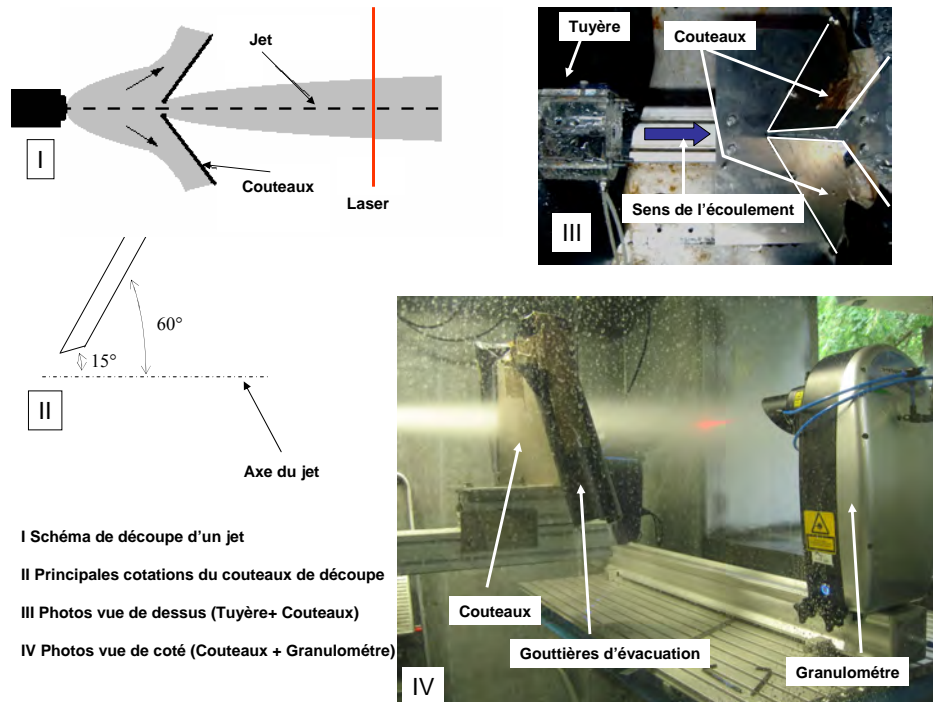 Jet
Couteaux
Laser
I
Tuyère
Couteaux
Sens de l'écoulement
III
60°
15°
II
Axe du jet
I Schéma de découpe d'un jet
II Principales cotations du couteaux de découpe
III Photos vue de dessus (Tuyère+ Couteaux)
IV Photos vue de coté (Couteaux + Granulométre)
Couteaux
Gouttières d'évacuation
Granulométre
IV